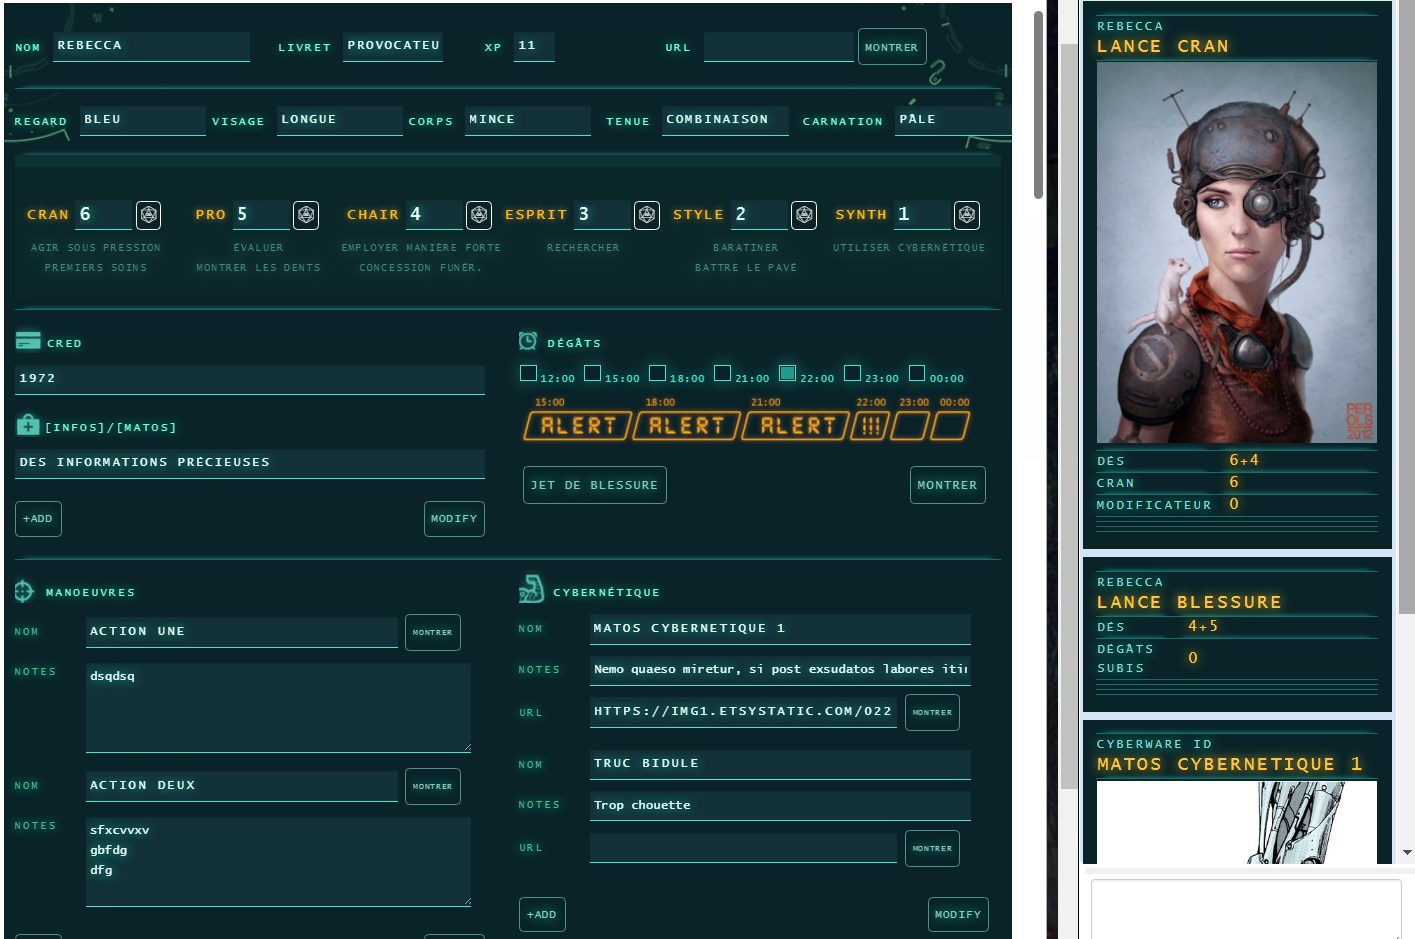 NOM REBECCA LIVRET PROVOCATEU XP 11 URL MONTRER
REGARD BLEU VISAGE LONGUE CORPS MINCE TENUE COMBINAISON CARNATION PALE
CRAN 6 PRO 5 CHAIR 4 ESPRIT 3 STYLE 2 SYNTH 1
AGIR SOUS PRESSION ÉVALUER EMPLOYER MANIÈRE FORTE RECHERCHER BARATINER UTILISER CYBERNÉTIQUE
PREMIERS SOINS MONTRER LES DENTS CONCESSION FUNÉR. BATTRE LE PAVÉ
CRED
1972
[INFOS]/[MATOS]
DES INFORMATIONS PRÉCIEUSES
+ADD MODIFY
DÉGÂTS
12:00 15:00 18:00 21:00 22:00 23:00 00:00
15:00 18:00 21:00 22:00 23:00 00:00
ALERT ALERT ALERT !!!
JET DE BLESSURE MONTRER
MANOEUVRES
NOM ACTION UNE MONTRER
NOTES dsqdsq
NOM ACTION DEUX MONTRER
NOTES sfxcvvxv
gbfdg
dfg
CYBERNÉTIQUE
NOM MATOS CYBERNETIQUE 1
NOTES Nemo quaeso miretur, si post exsudatos labores itin
URL HTTPS://IMG1.ETSYSTATIC.COM/022 MONTRER
NOM TRUC BIDULE
NOTES Trop chouette
URL MONTRER
+ADD MODIFY
REBECCA
LANCE CRAN
PER
OLS
2012
DÉS 6+4
CRAN 6
MODIFICATEUR 0
REBECCA
LANCE BLESSURE
DÉS 4+5
DÉGÂTS
SUBIS 0
CYBERWARE ID
MATOS CYBERNETIQUE 1